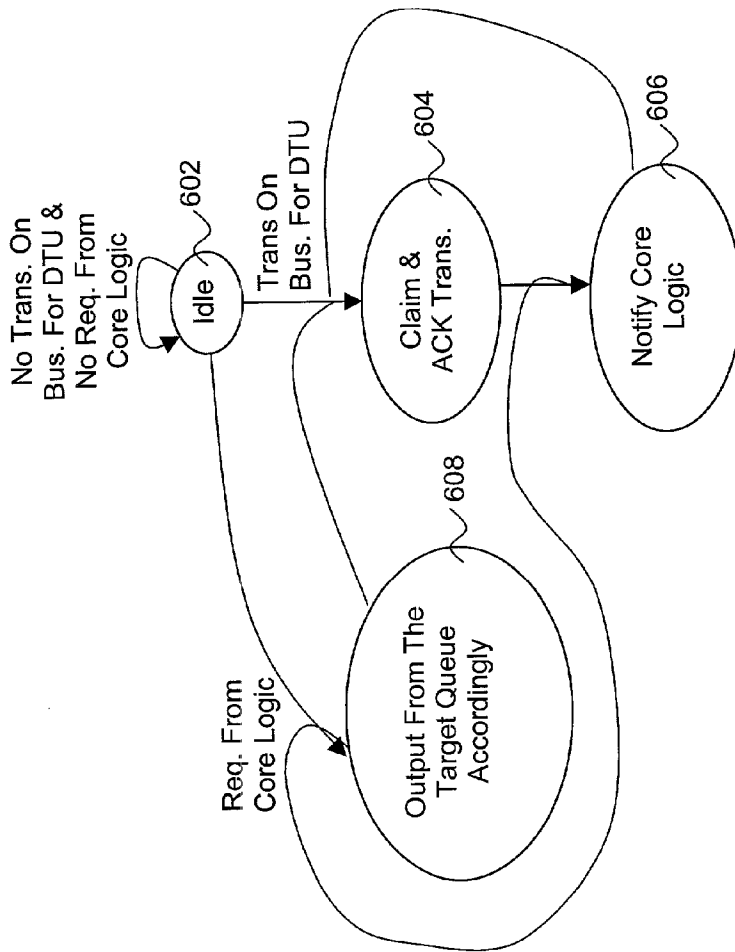 No Trans. On
Bus. For DTU &
No Req. From
Core Logic
602
Idle
Trans On
Bus. For DTU
Req. From
Core Logic
604
Claim &
ACK Trans.
608
Output From The
Target Queue
Accordingly
606
Notify Core
Logic